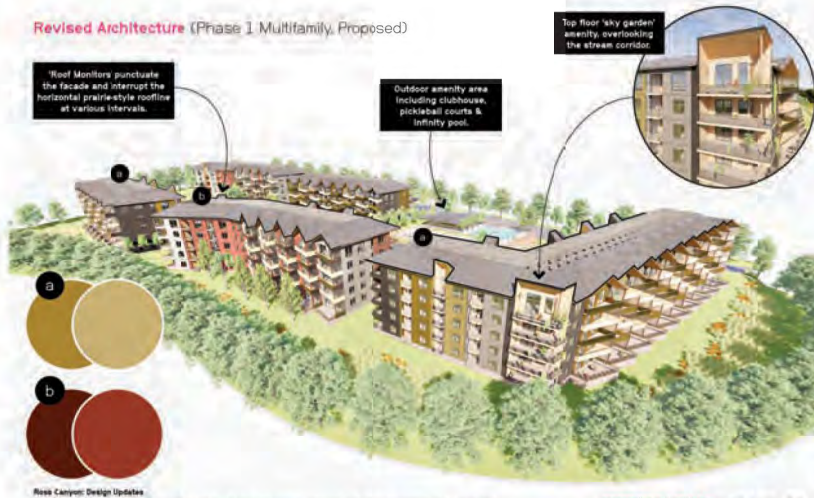 Revised Architecture (Phase 1 Multifamily, Proposed)
Top floor 'sky garden'
amenity, overlooking
the stream corridor.
'Roof Monitors' punctuate
the facade and interrupt the
horizontal prairie-style roofline
at various intervals.
Outdoor amenity area
including clubhouse,
pickleball courts &
infinity pool.
a
b
a
a
b
Ross Canyon: Design Updates